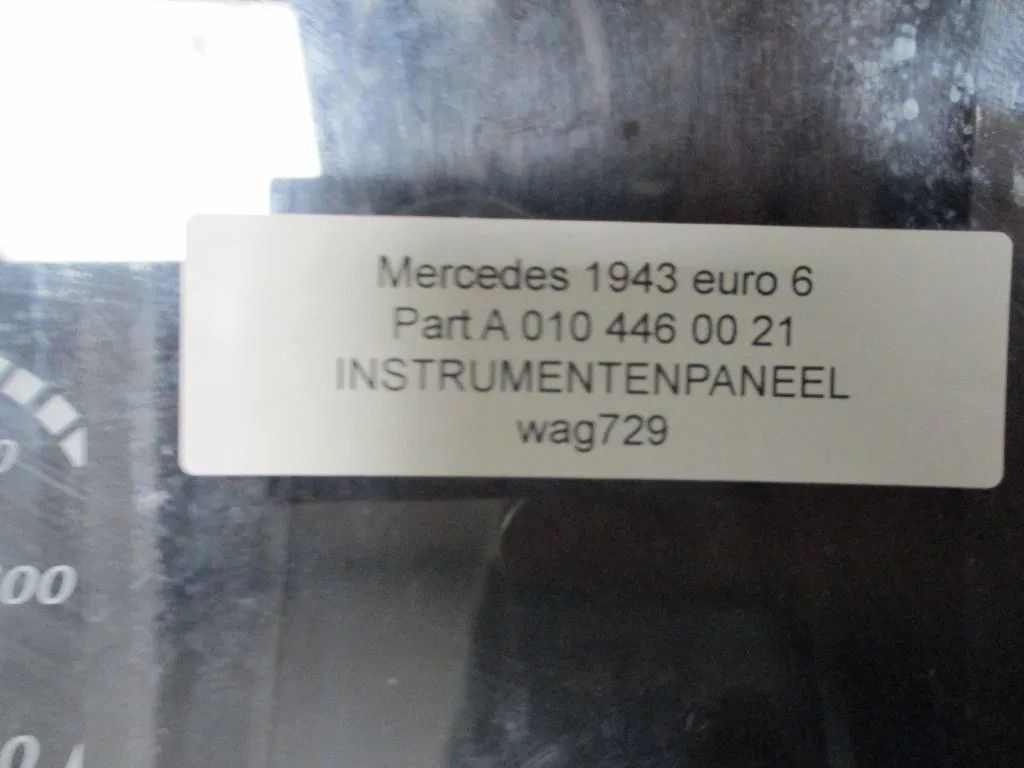 Mercedes 1943 euro 6
Part A 010 446 00 21
INSTRUMENTENPANEEL
wag729